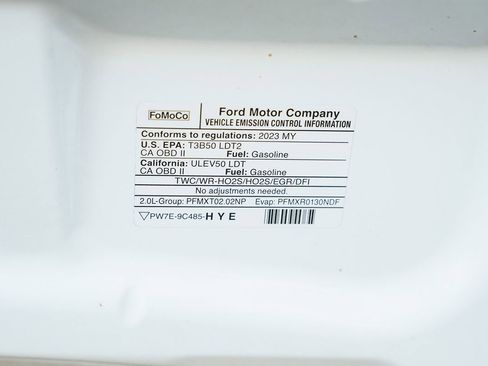 FoMoCo
Ford Motor Company
VEHICLE EMISSION CONTROL INFORMATION
Conforms to regulations: 2023 MY
U.S. EPA: T3B50 LDT2
CA OBD II Fuel: Gasoline
California: ULEV50 LDT
CA OBD II Fuel: Gasoline
TWC/WR-HO2S/HO2S/EGR/DFI
No adjustments needed.
2.0L-Group: PFMXT02.02NP Evap: PFMXR0130NDF
PW7E-9C485-HYE